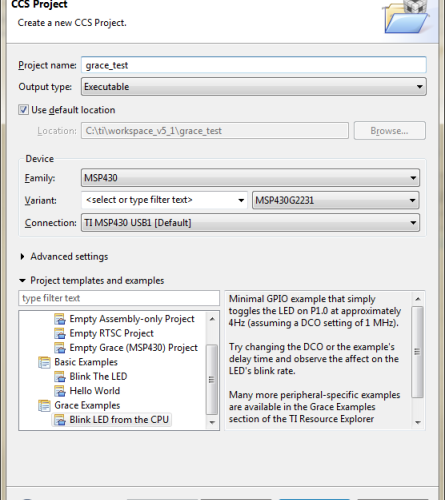 CCS Project
Create a new CCS Project.
Project name: grace_test
Output type: Executable
Use default location
Location: C:\ti\workspace_v5_1\grace_test Browse...
Device
Family: MSP430
Variant: <select or type filter text> MSP430G2231
Connection: TI MSP430 USB1 [Default]
Advanced settings
Project templates and examples
type filter text
Empty Assembly-only Project
Empty RTSC Project
Empty Grace (MSP430) Project
Basic Examples
Blink The LED
Hello World
Grace Examples
Blink LED from the CPU
Minimal GPIO example that simply
toggles the LED on P1.0 at approximately
4Hz (assuming a DCO setting of 1 MHz).
Try changing the DCO or the example's
delay time and observe the affect on the
LED's blink rate.
Many more peripheral-specific examples
are available in the Grace Examples
section of the TI Resource Explorer